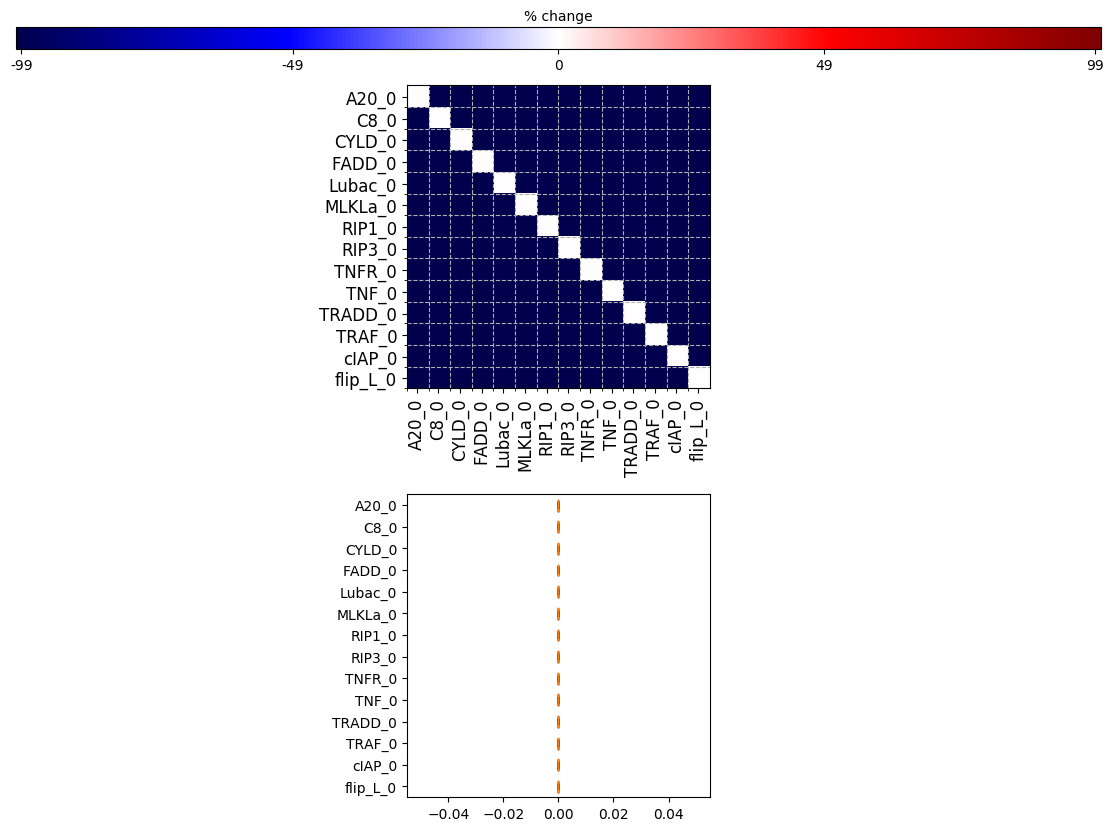 % change
-99 -49 0 49 99
A20_0
C8_0
CYLD_0
FADD_0
Lubac_0
MLKLa_0
RIP1_0
RIP3_0
TNFR_0
TNF_0
TRADD_0
TRAF_0
cIAP_0
flip_L_0
A20_0 C8_0 CYLD_0 FADD_0 Lubac_0 MLKLa_0 RIP1_0 RIP3_0 TNFR_0 TNF_0 TRADD_0 TRAF_0 cIAP_0 flip_L_0
A20_0
C8_0
CYLD_0
FADD_0
Lubac_0
MLKLa_0
RIP1_0
RIP3_0
TNFR_0
TNF_0
TRADD_0
TRAF_0
cIAP_0
flip_L_0
−0.04 −0.02 0.00 0.02 0.04